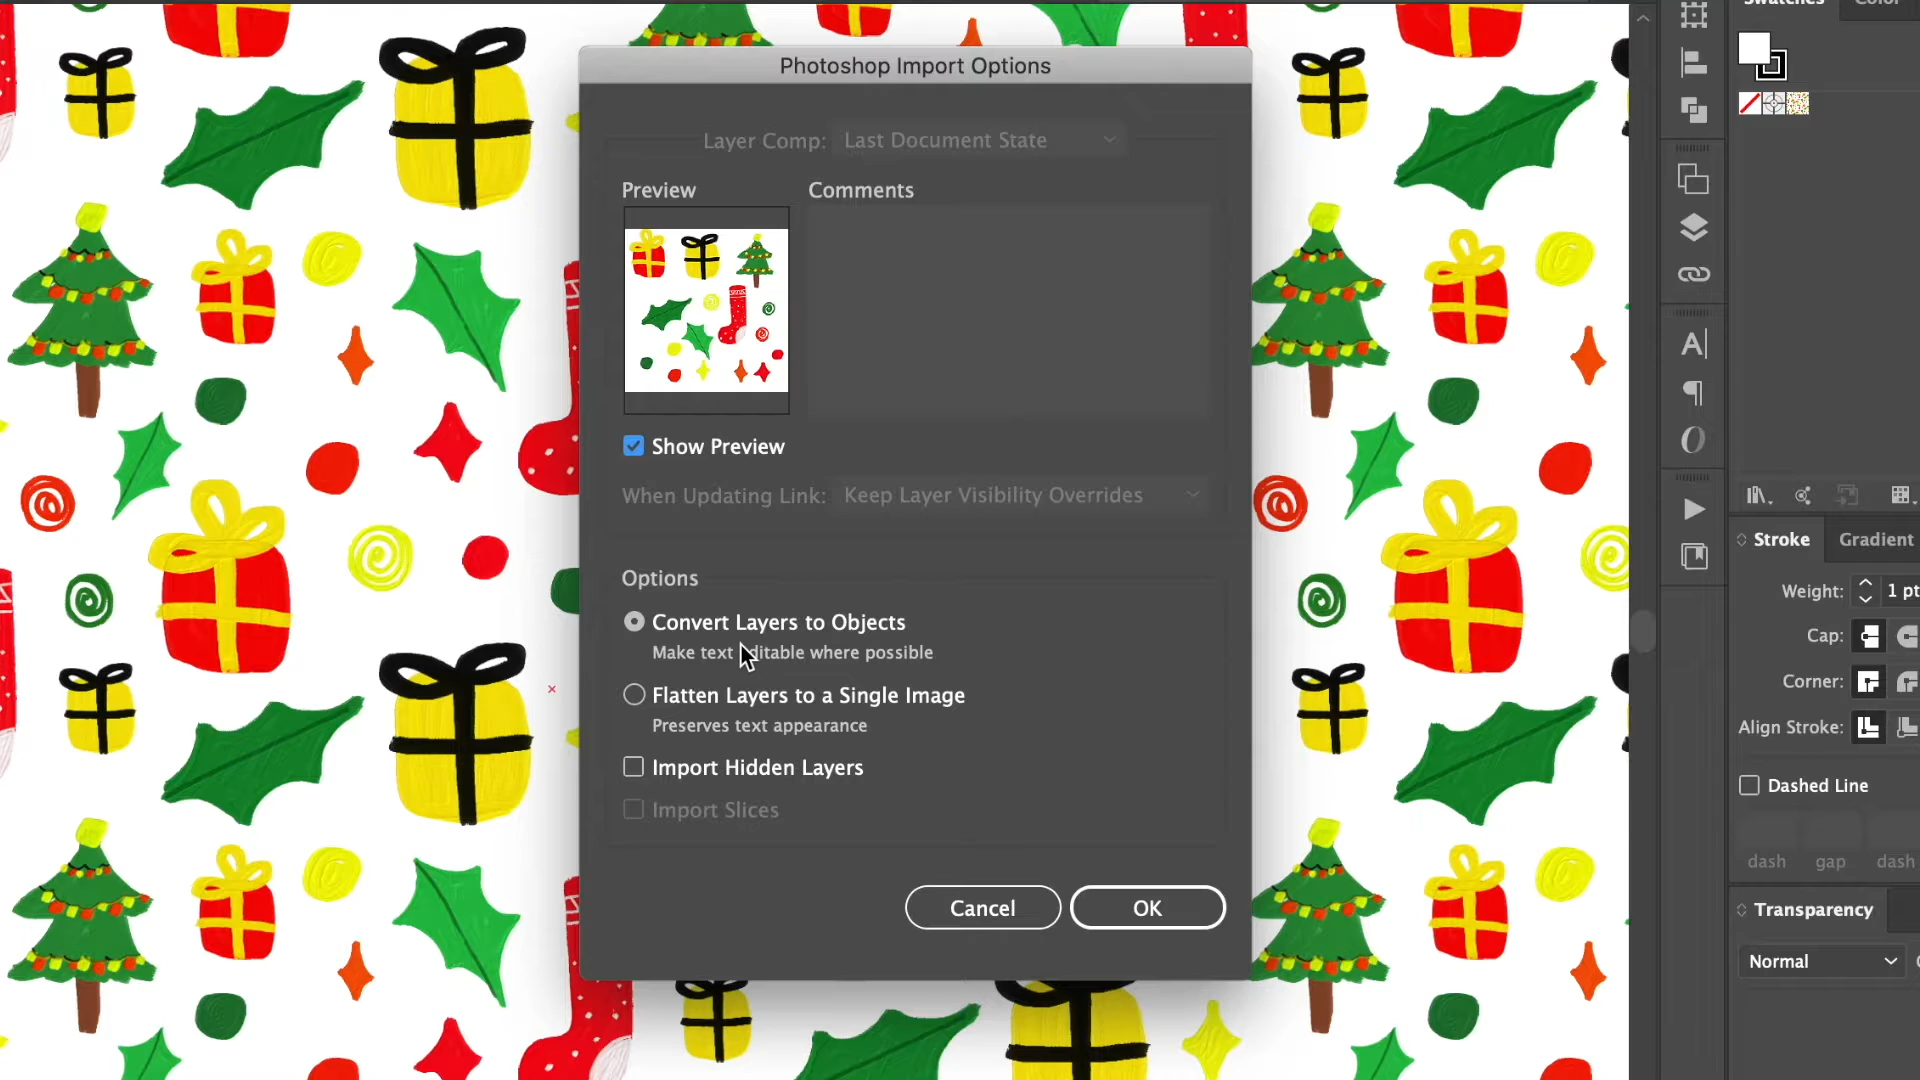 Swatches
Color
Photoshop Import Options
Layer Comp: Last Document State
Preview
Comments
Show Preview
When Updating Link: Keep Layer Visibility Overrides
Options
Convert Layers to Objects
Make text editable where possible
Flatten Layers to a Single Image
Preserves text appearance
Import Hidden Layers
Import Slices
Cancel
OK
Stroke
Gradient
Weight: 1 pt
Cap:
Corner:
Align Stroke:
Dashed Line
dash gap dash
Transparency
Normal